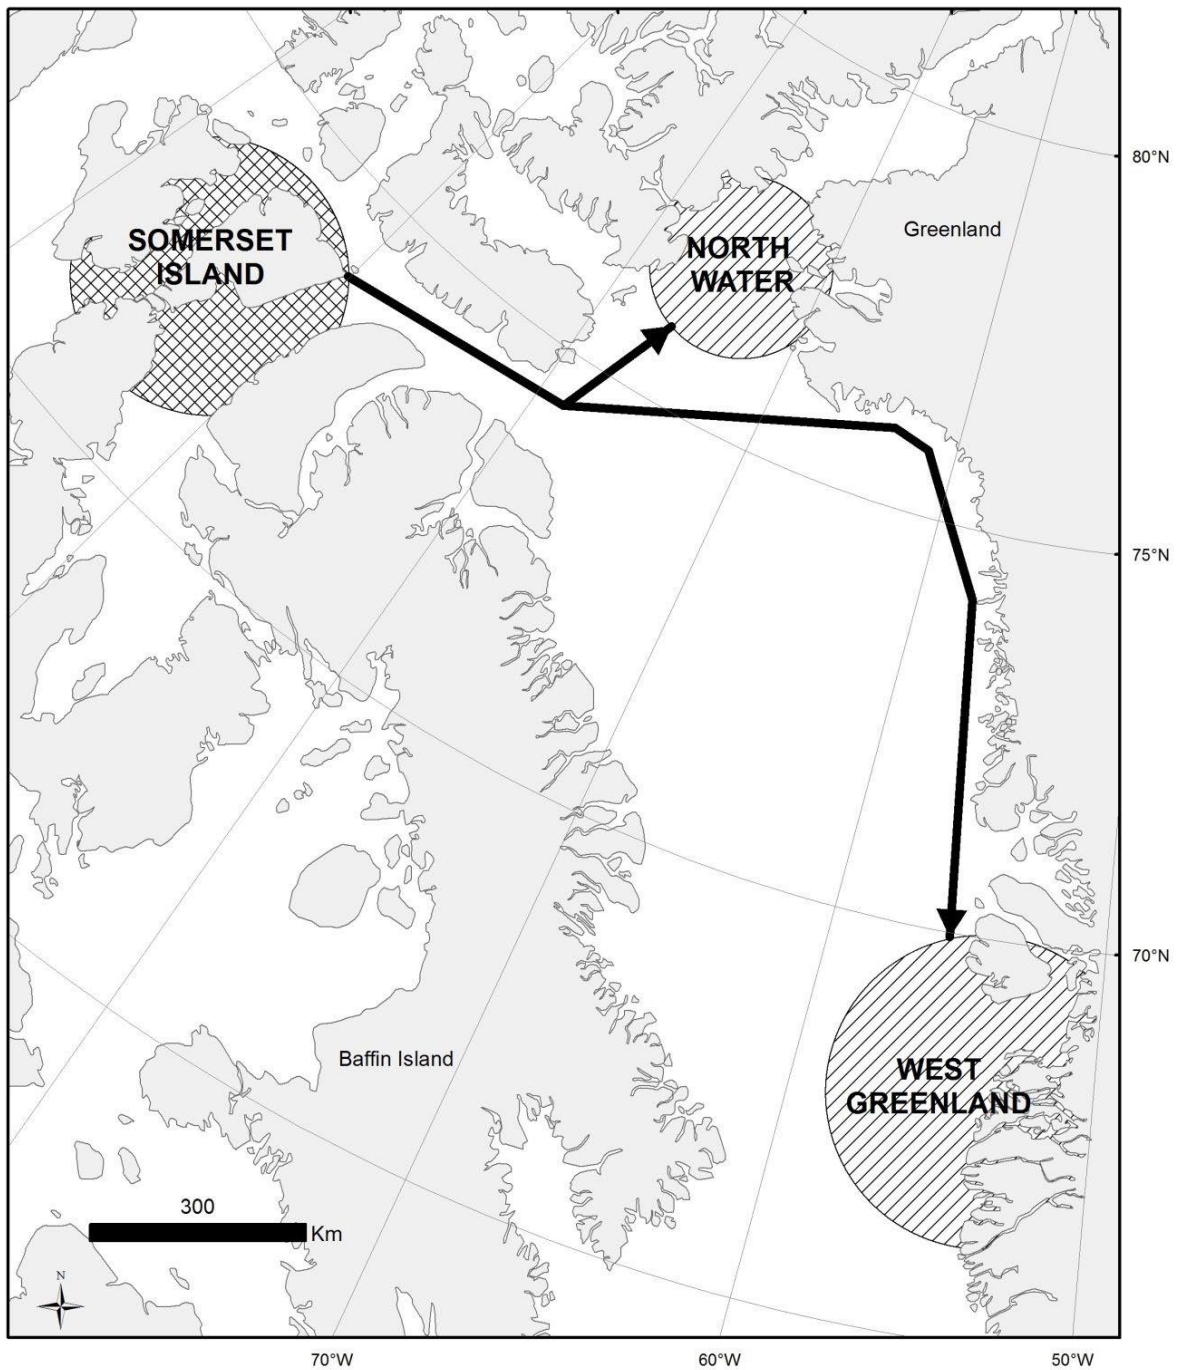 80°N
Greenland
SOMERSET
ISLAND
NORTH
WATER
75°N
70°N
Baffin Island
WEST
GREENLAND
300
Km
N
70°W
60°W
50°W